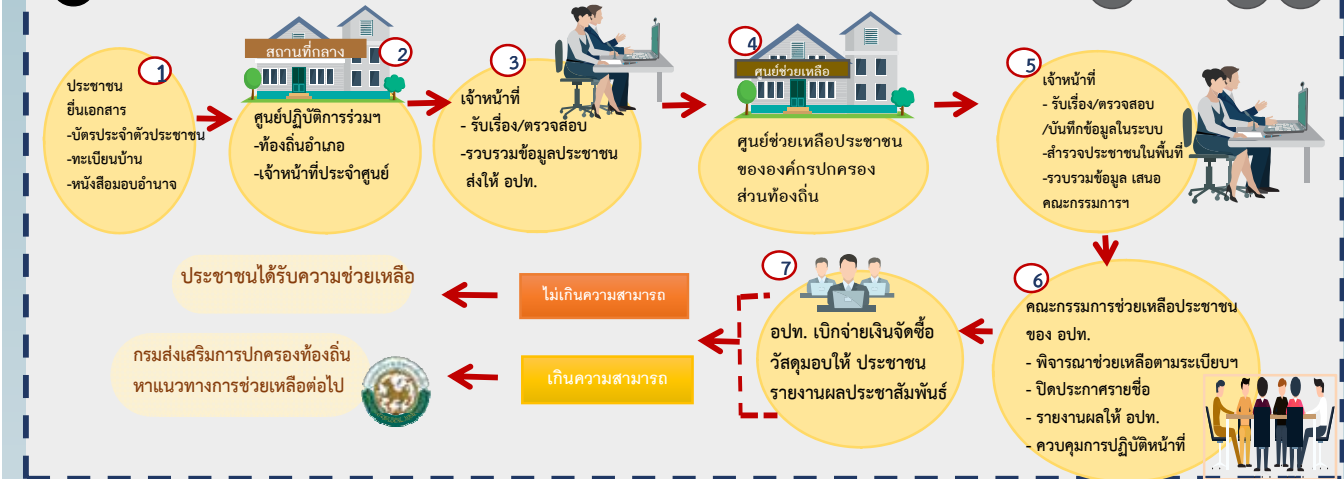 1
ประชาชน
ยื่นเอกสาร
-บัตรประจำตัวประชาชน
-ทะเบียนบ้าน
-หนังสือมอบอำนาจ
สถานที่กลาง
2
ศูนย์ปฏิบัติการร่วมฯ
-ท้องถิ่นอำเภอ
-เจ้าหน้าที่ประจำศูนย์
3
เจ้าหน้าที่
- รับเรื่อง/ตรวจสอบ
-รวบรวมข้อมูลประชาชน
ส่งให้ อปท.
4
ศูนย์ช่วยเหลือ
ศูนย์ช่วยเหลือประชาชน
ขององค์กรปกครอง
ส่วนท้องถิ่น
5
เจ้าหน้าที่
- รับเรื่อง/ตรวจสอบ
/บันทึกข้อมูลในระบบ
-สำรวจประชาชนในพื้นที่
-รวบรวมข้อมูล เสนอ
คณะกรรมการฯ
6
คณะกรรมการช่วยเหลือประชาชน
ของ อปท.
- พิจารณาช่วยเหลือตามระเบียบฯ
- ปิดประกาศรายชื่อ
- รายงานผลให้ อปท.
- ควบคุมการปฏิบัติหน้าที่
7
อปท. เบิกจ่ายเงินจัดซื้อ
วัสดุมอบให้ ประชาชน
รายงานผลประชาสัมพันธ์
ไม่เกินความสามารถ
ประชาชนได้รับความช่วยเหลือ
เกินความสามารถ
กรมส่งเสริมการปกครองท้องถิ่น
หาแนวทางการช่วยเหลือต่อไป